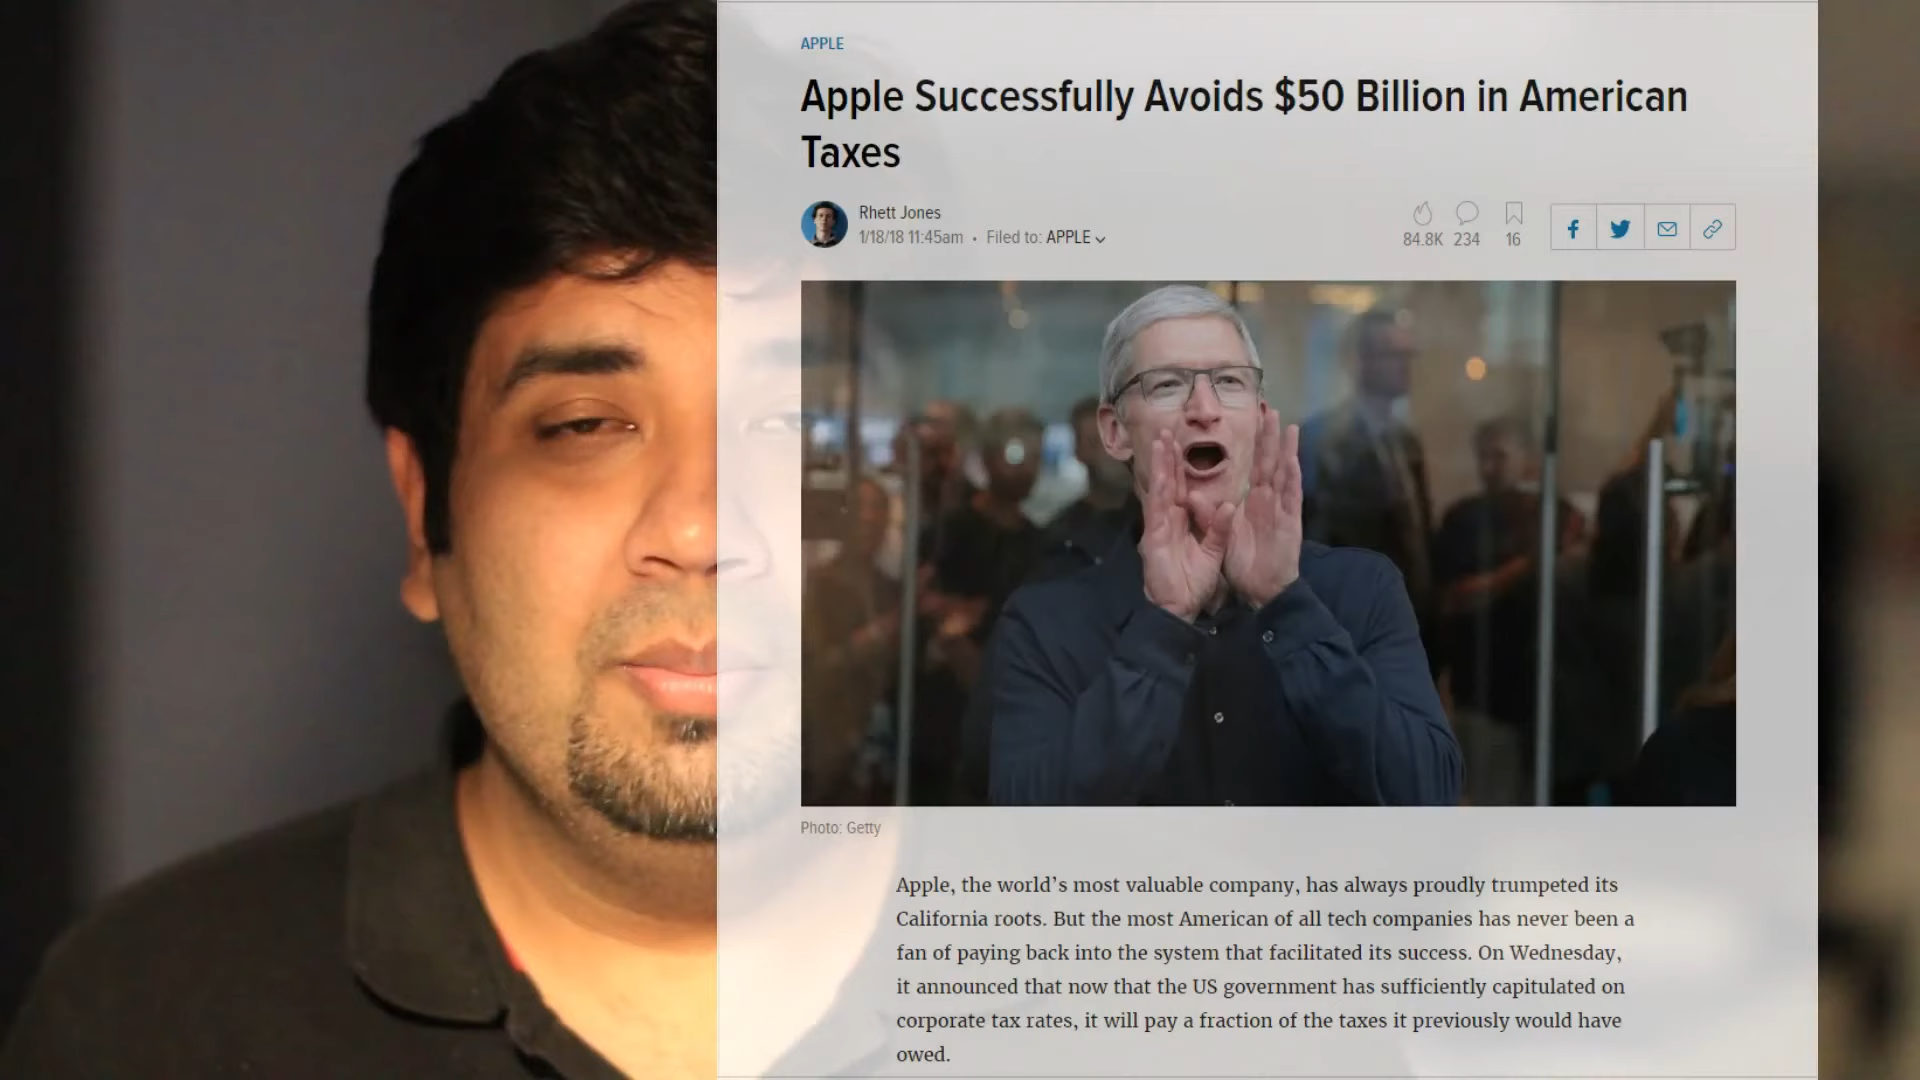 APPLE
Apple Successfully Avoids $50 Billion in American
Taxes
Rhett Jones
1/18/18 11:45am • Filed to: APPLE
84.8K 234 16
Photo: Getty
Apple, the world’s most valuable company, has always proudly trumpeted its
California roots. But the most American of all tech companies has never been a
fan of paying back into the system that facilitated its success. On Wednesday,
it announced that now that the US government has sufficiently capitulated on
corporate tax rates, it will pay a fraction of the taxes it previously would have
owed.